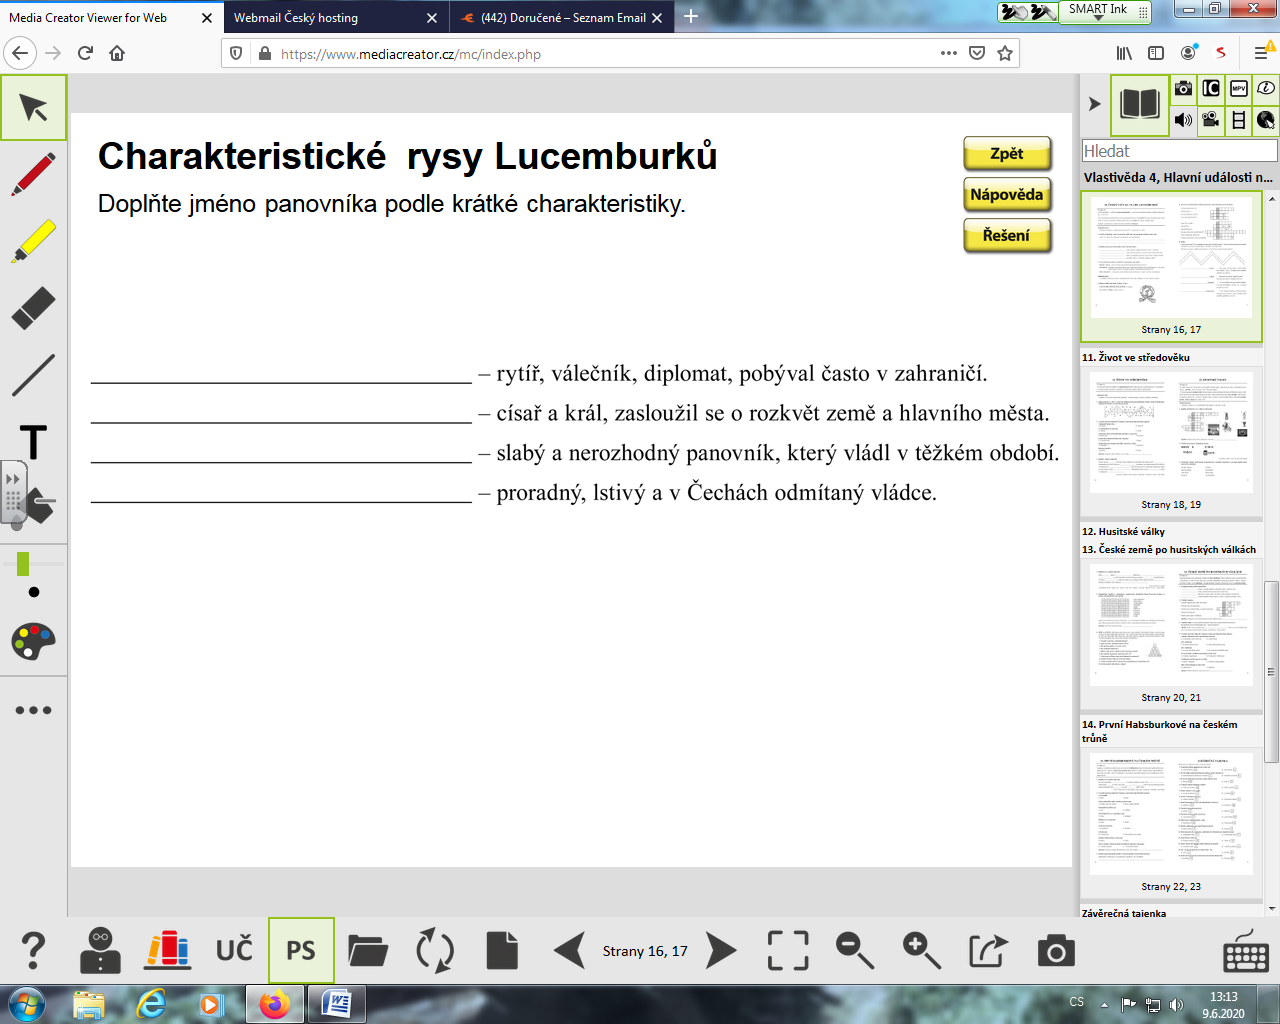 Media Creator Viewer for Web
Webmail Český hosting
(442) Doručené – Seznam Email
SMART Ink
https://www.mediacreator.cz/mc/index.php
Charakteristické rysy Lucemburků
Doplňte jméno panovníka podle krátké charakteristiky.
Zpět
Nápověda
Řešení
– rytíř, válečník, diplomat, pobýval často v zahraničí.
– císař a král, zasloužil se o rozkvět země a hlavního města.
– slabý a nerozhodný panovník, který vládl v těžkém období.
– proradný, lstivý a v Čechách odmítaný vládce.
T
IC
MPV
Hledat
Vlastivěda 4, Hlavní události n...
Strany 16, 17
11. Život ve středověku
Strany 18, 19
12. Husitské války
13. České země po husitských válkách
Strany 20, 21
14. První Habsburkové na českém
trůně
Strany 22, 23
Závěrečná tajenka
?
UČ
PS
Strany 16, 17
CS
13:13
9.6.2020